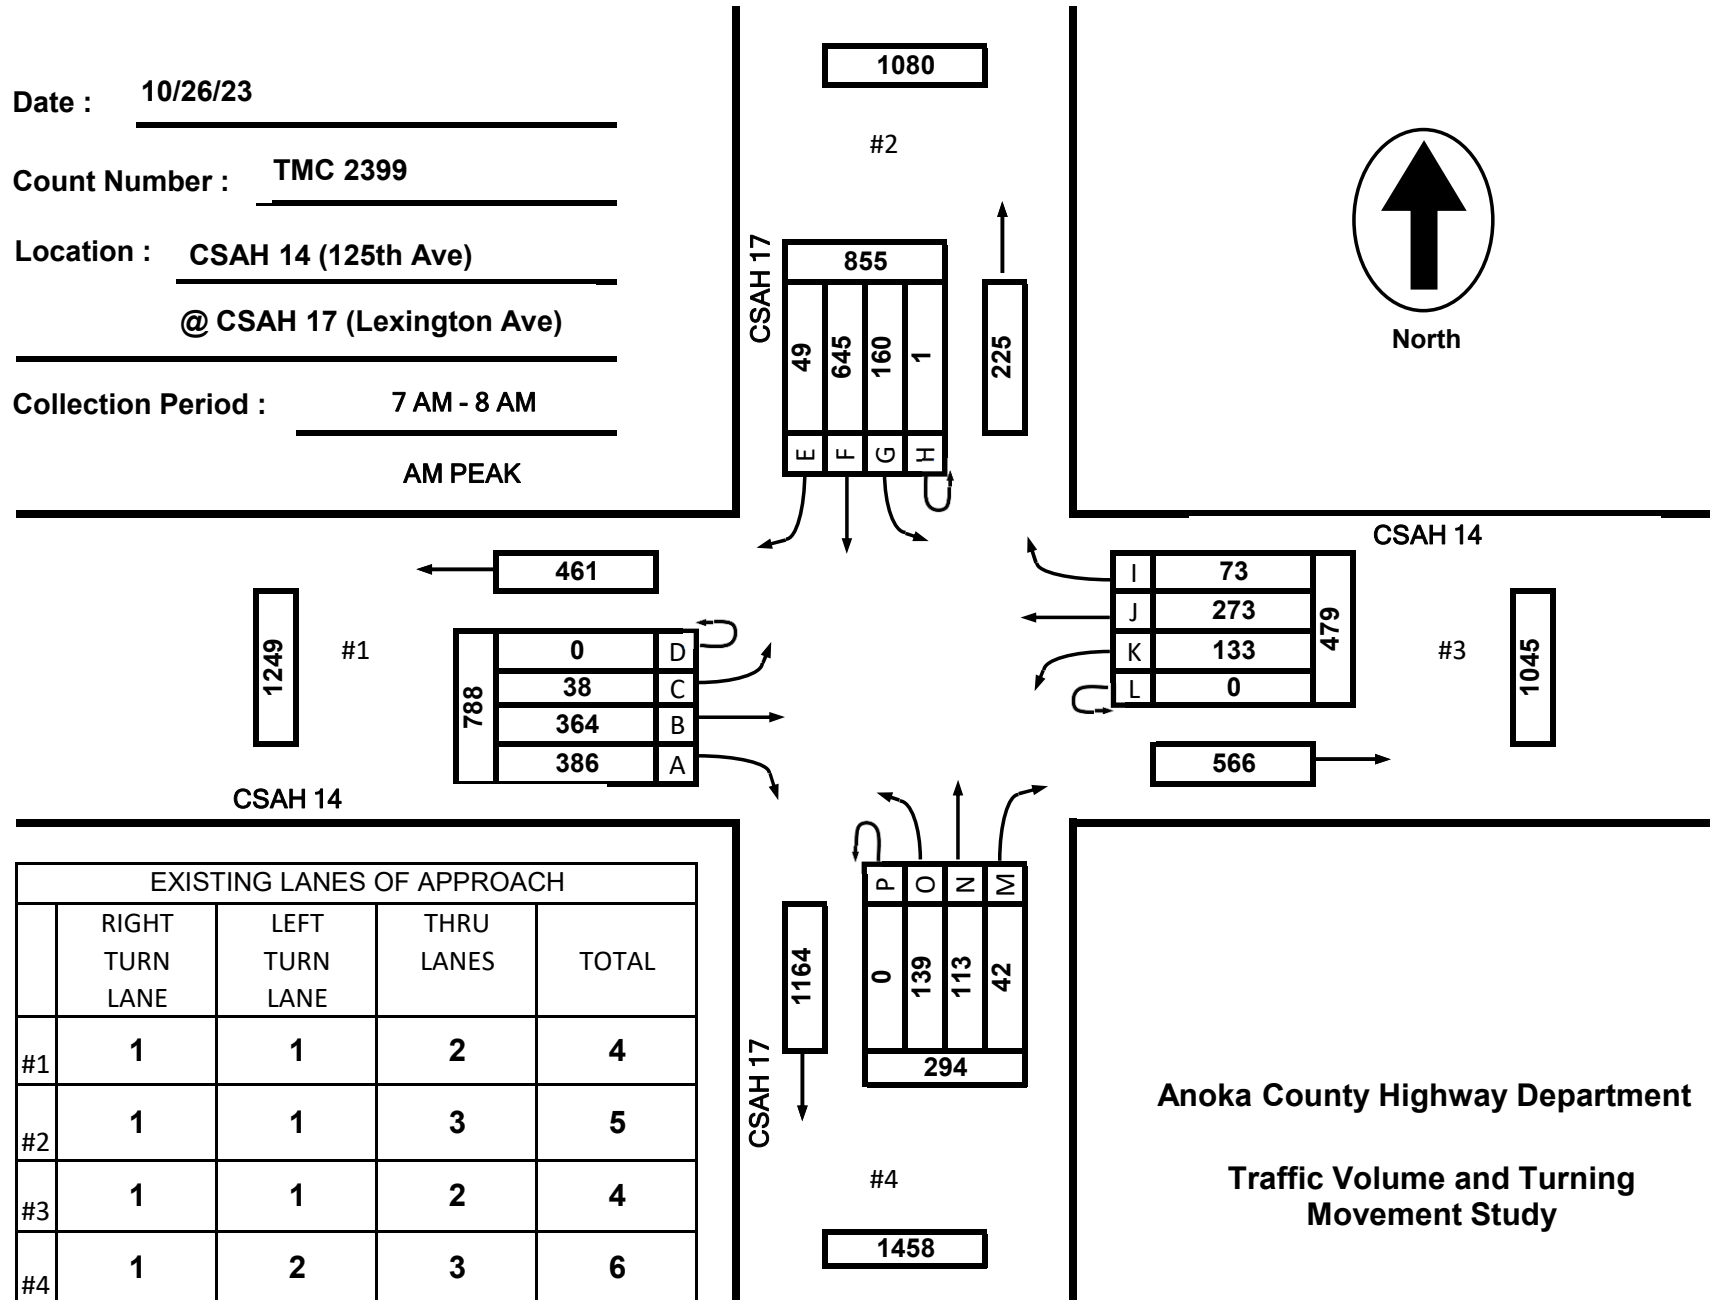 Date : 10/26/23
Count Number : TMC 2399
Location : CSAH 14 (125th Ave)
@ CSAH 17 (Lexington Ave)
Collection Period : 7 AM - 8 AM
AM PEAK
1080
#2
CSAH 17
855
49 645 160 1
E F G H
225
North
CSAH 14
461
1249
#1
788
0 D
38 C
364 B
386 A
CSAH 14
I 73
J 273
K 133
L 0
479
#3
1045
566
P O N M
0 139 113 42
294
1164
CSAH 17
#4
1458
EXISTING LANES OF APPROACH
RIGHT LEFT THRU
TURN TURN LANES TOTAL
LANE LANE
#1 1 1 2 4
#2 1 1 3 5
#3 1 1 2 4
#4 1 2 3 6
Anoka County Highway Department
Traffic Volume and Turning
Movement Study